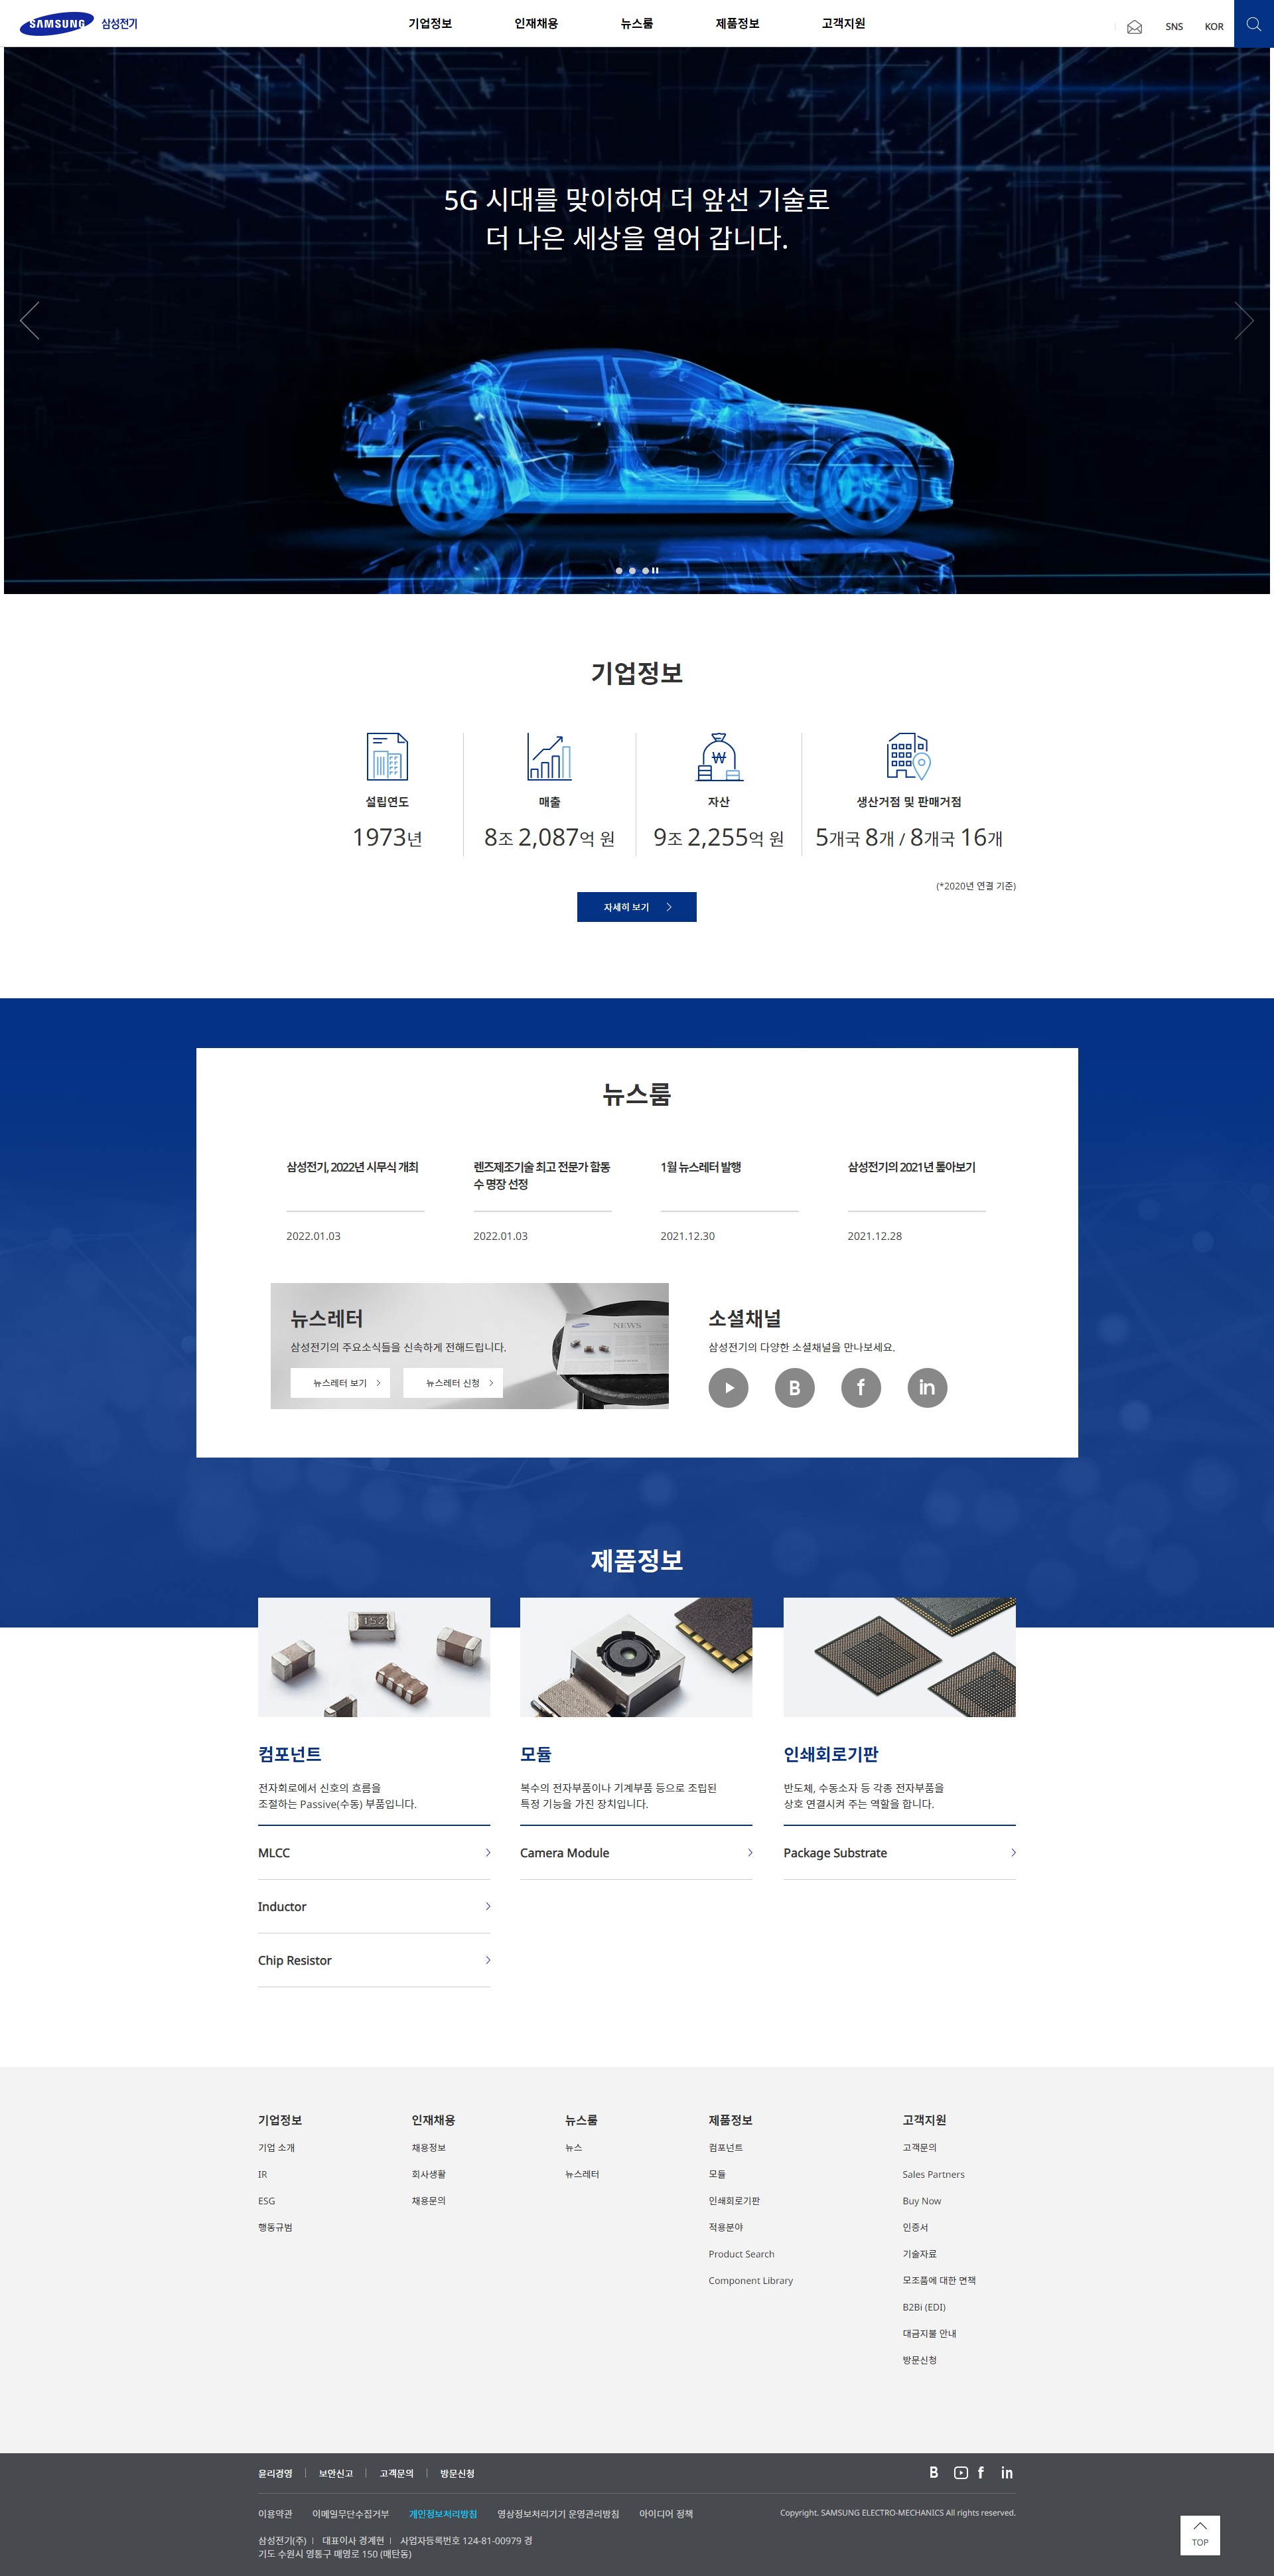 SAMSUNG 삼성전기
기업정보 인재채용 뉴스룸 제품정보 고객지원
SNS KOR
5G 시대를 맞이하여 더 앞선 기술로
더 나은 세상을 열어 갑니다.
기업정보
설립연도
1973년
매출
8조 2,087억 원
자산
9조 2,255억 원
생산거점 및 판매거점
5개국 8개 / 8개국 16개
(*2020년 연결 기준)
자세히 보기
뉴스룸
삼성전기, 2022년 시무식 개최
2022.01.03
렌즈제조기술 최고 전문가 함동
수 명장 선정
2022.01.03
1월 뉴스레터 발행
2021.12.30
삼성전기의 2021년 톺아보기
2021.12.28
뉴스레터
삼성전기의 주요소식들을 신속하게 전해드립니다.
뉴스레터 보기
뉴스레터 신청
NEWS
소셜채널
삼성전기의 다양한 소셜채널을 만나보세요.
B f in
제품정보
152
컴포넌트
전자회로에서 신호의 흐름을
조절하는 Passive(수동) 부품입니다.
MLCC
Inductor
Chip Resistor
모듈
복수의 전자부품이나 기계부품 등으로 조립된
특정 기능을 가진 장치입니다.
Camera Module
인쇄회로기판
반도체, 수동소자 등 각종 전자부품을
상호 연결시켜 주는 역할을 합니다.
Package Substrate
기업정보
기업 소개
IR
ESG
행동규범
인재채용
채용정보
회사생활
채용문의
뉴스룸
뉴스
뉴스레터
제품정보
컴포넌트
모듈
인쇄회로기판
적용분야
Product Search
Component Library
고객지원
고객문의
Sales Partners
Buy Now
인증서
기술자료
모조품에 대한 면책
B2Bi (EDI)
대금지불 안내
방문신청
윤리경영 보안신고 고객문의 방문신청
B f in
이용약관 이메일무단수집거부 개인정보처리방침 영상정보처리기기 운영관리방침 아이디어 정책
Copyright. SAMSUNG ELECTRO-MECHANICS All rights reserved.
삼성전기(주) ㅣ 대표이사 경계현 ㅣ 사업자등록번호 124-81-00979 경
기도 수원시 영통구 매영로 150 (매탄동)
TOP